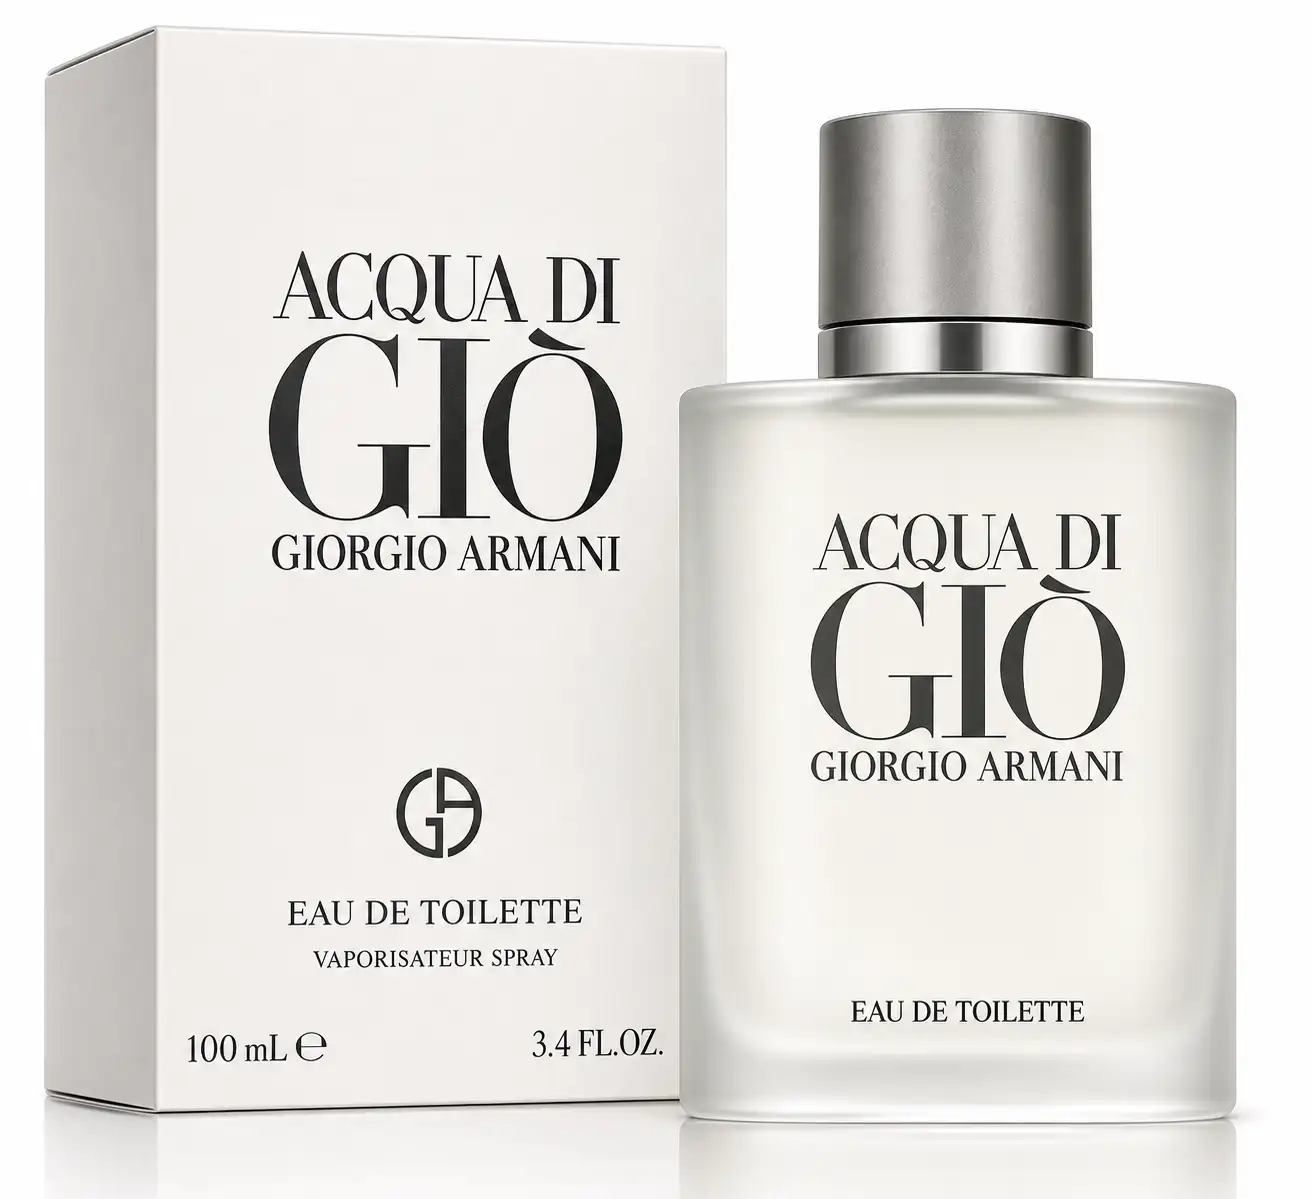 ACQUA DI
GIÒ
GIORGIO ARMANI
GA
EAU DE TOILETTE
VAPORISATEUR SPRAY
100 mL ℮
3.4 FL.OZ.
ACQUA DI
GIÒ
GIORGIO ARMANI
EAU DE TOILETTE